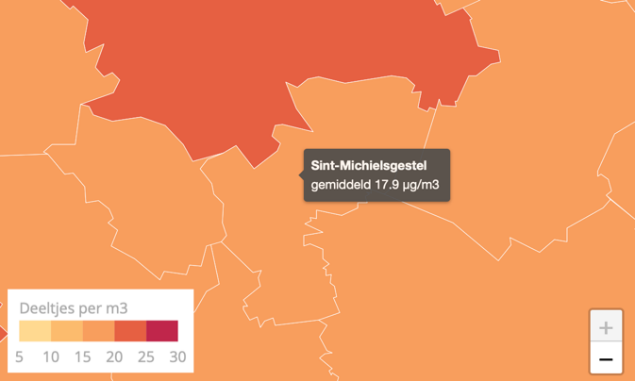 Sint-Michielsgestel
gemiddeld 17.9 µg/m3
Deeltjes per m3
5 10 15 20 25 30
+
−